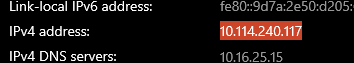 Link-local IPv6 address: fe80::9d7a:2e50:d205:
IPv4 address: 10.114.240.117
IPv4 DNS servers: 10.16.25.15